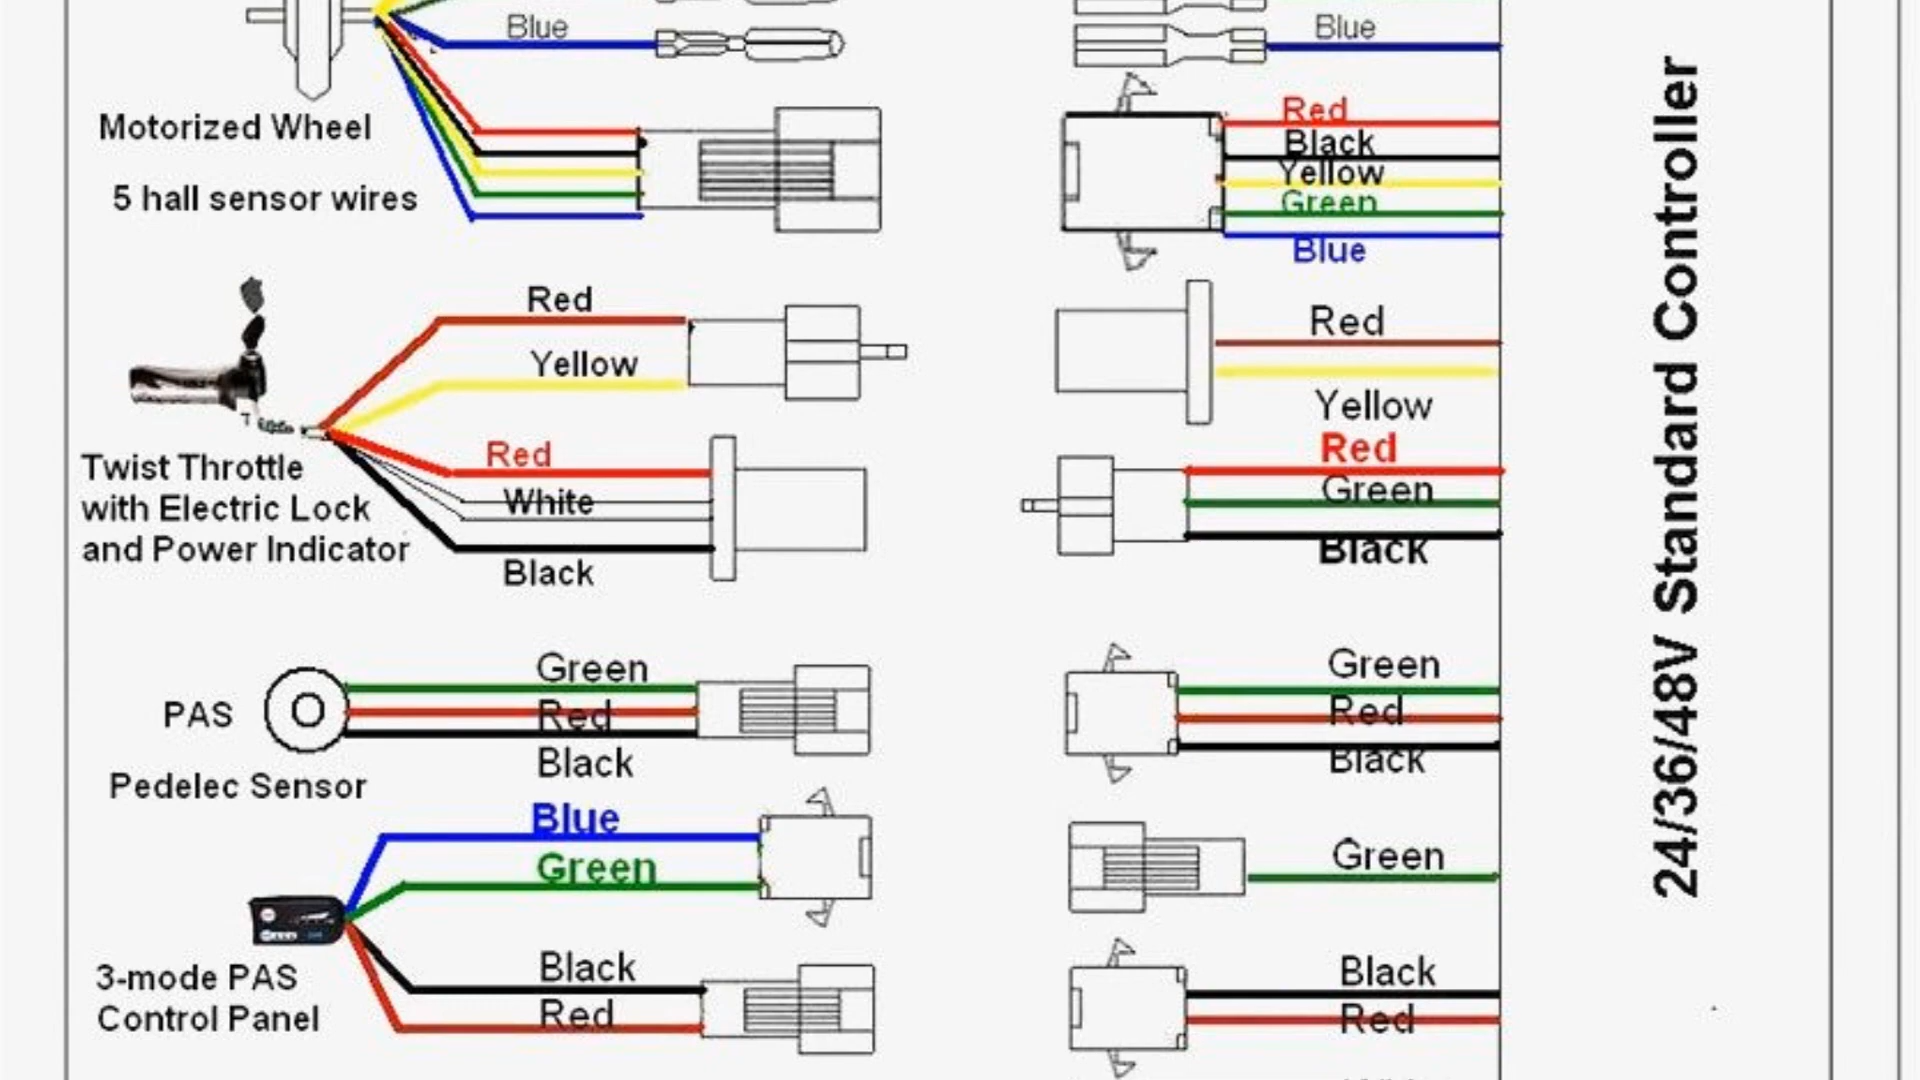 Blue
Blue
Motorized Wheel
5 hall sensor wires
Red
Black
Yellow
Green
Blue
Red
Yellow
Red
Yellow
Twist Throttle
with Electric Lock
and Power Indicator
Red
White
Black
Red
Green
Black
PAS
Pedelec Sensor
Green
Red
Black
Green
Red
Black
Blue
Green
Green
3-mode PAS
Control Panel
Black
Red
Black
Red
24/36/48V Standard Controller